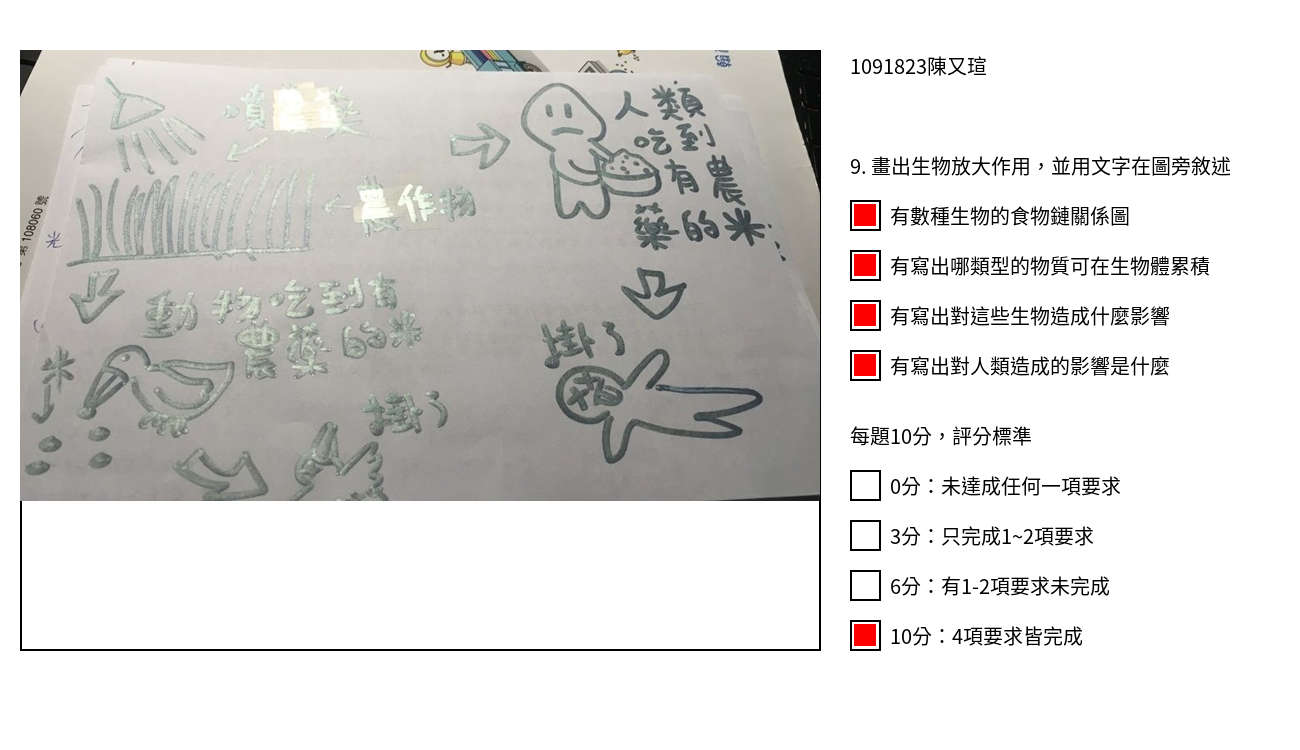 噴農藥
農作物
人類
吃到
有農
藥的米
光
第 108060 號
動物吃到有
農藥的米
米
掛了
掛了
1091823陳又瑄
9. 畫出生物放大作用，並用文字在圖旁敘述
有數種生物的食物鏈關係圖
有寫出哪類型的物質可在生物體累積
有寫出對這些生物造成什麼影響
有寫出對人類造成的影響是什麼
每題10分，評分標準
0分：未達成任何一項要求
3分：只完成1~2項要求
6分：有1-2項要求未完成
10分：4項要求皆完成